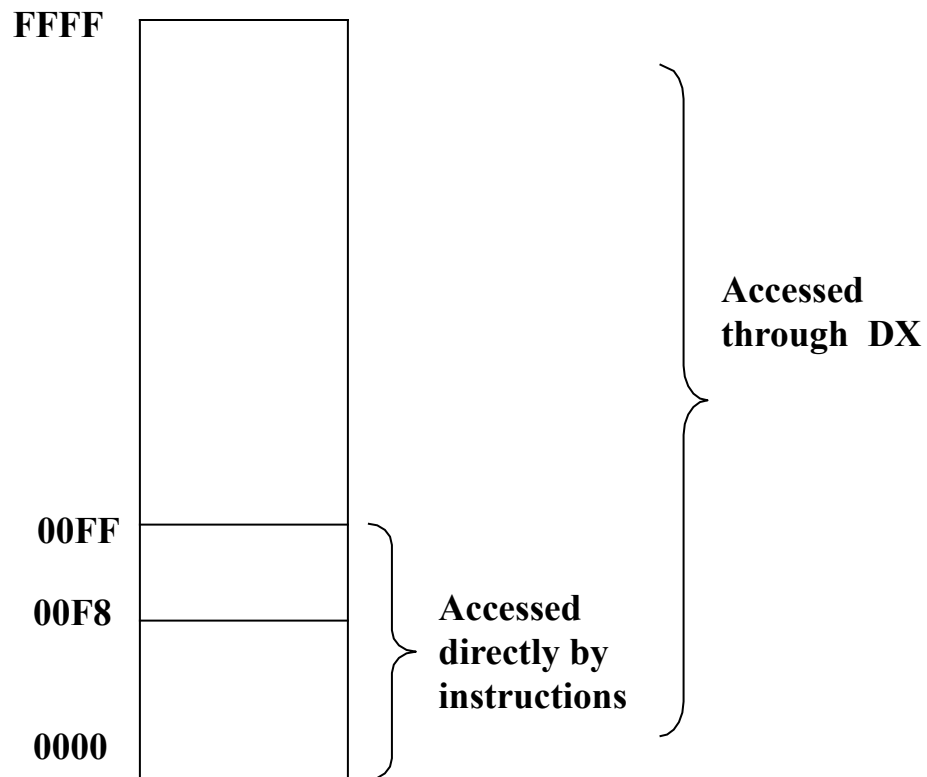 FFFF
Accessed
through DX
00FF
00F8
Accessed
directly by
instructions
0000